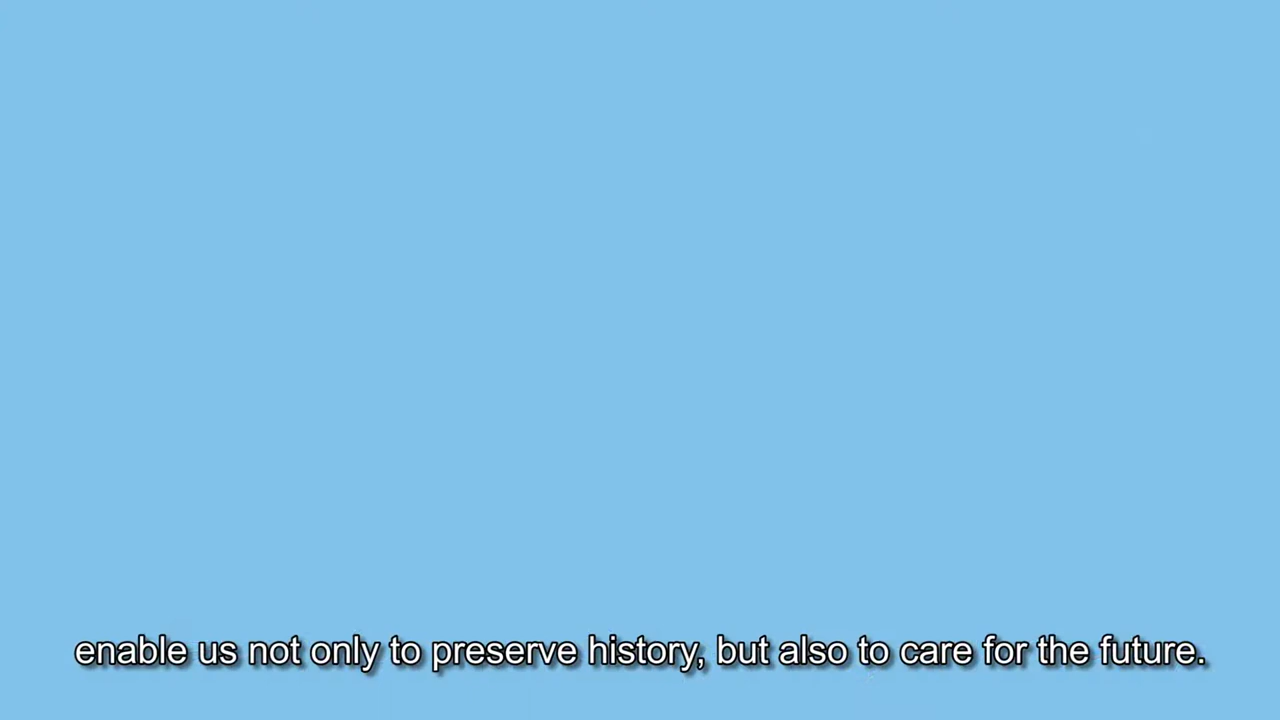 enable us not only to preserve history, but also to care for the future.